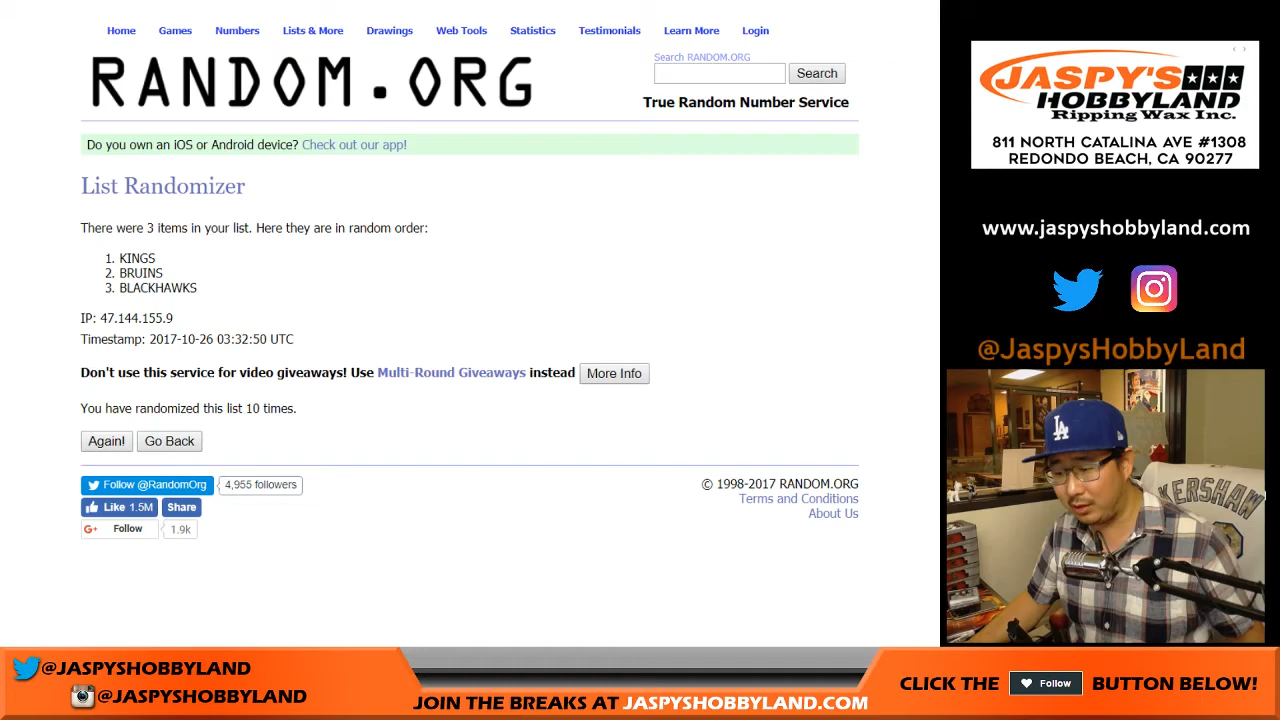 Home Games Numbers Lists & More Drawings Web Tools Statistics Testimonials Learn More Login
RANDOM.ORG
Search RANDOM.ORG
Search
True Random Number Service
Do you own an iOS or Android device? Check out our app!
List Randomizer
There were 3 items in your list. Here they are in random order:
1. KINGS
2. BRUINS
3. BLACKHAWKS
IP: 47.144.155.9
Timestamp: 2017-10-26 03:32:50 UTC
Don't use this service for video giveaways! Use Multi-Round Giveaways instead More Info
You have randomized this list 10 times.
Again! Go Back
Follow @RandomOrg 4,955 followers
Like 1.5M Share
G+ Follow 1.9k
© 1998-2017 RANDOM.ORG
Terms and Conditions
About Us
JASPY'S
HOBBYLAND
Ripping Wax Inc.
811 NORTH CATALINA AVE #1308
REDONDO BEACH, CA 90277
www.jaspyshobbyland.com
@JaspysHobbyLand
LA
KERSHAW
@JASPYSHOBBYLAND
@JASPYSHOBBYLAND
JOIN THE BREAKS AT JASPYSHOBBYLAND.COM
CLICK THE Follow BUTTON BELOW!